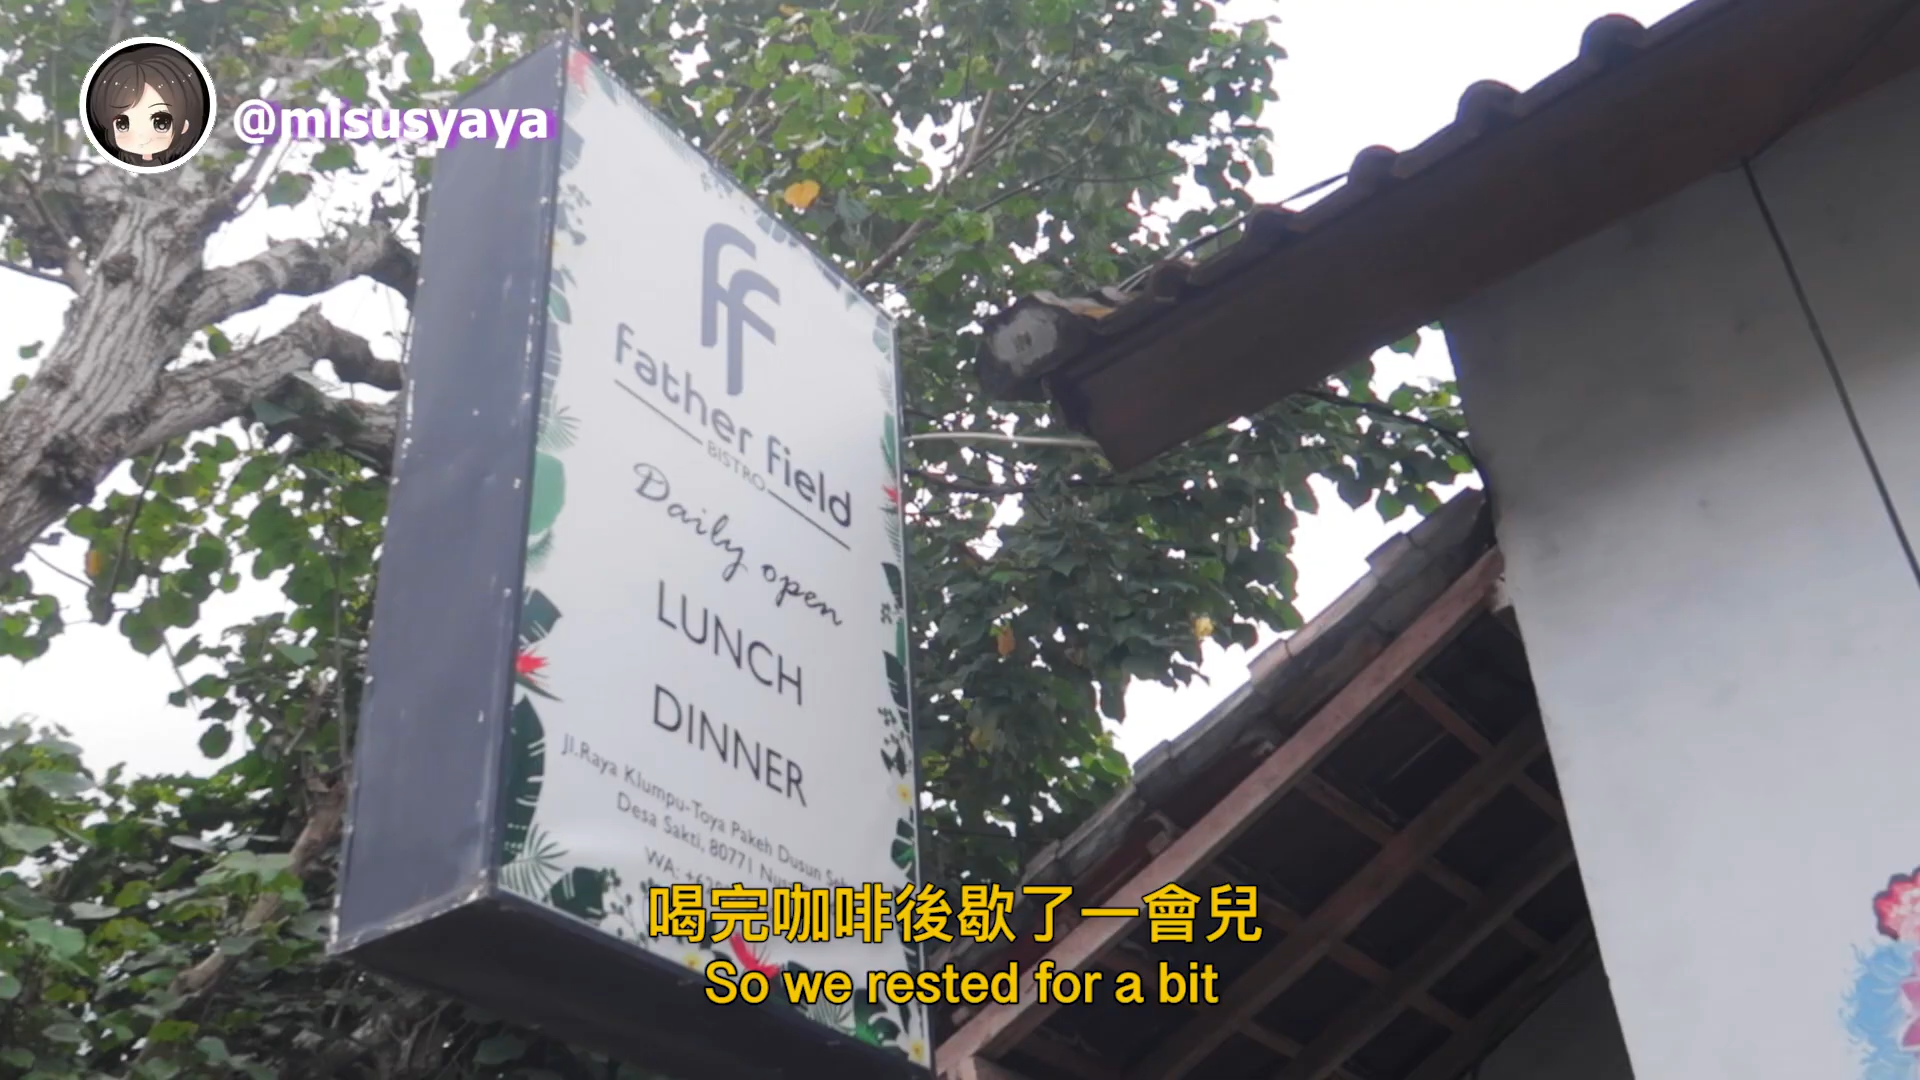 @mlsusyaya
FF
Father Field
BISTRO
Daily open
LUNCH
DINNER
Jl.Raya Klumpu-Toya Pakeh Dusun
Desa Sakti, 80771
WA:
喝完咖啡後歇了一會兒
So we rested for a bit